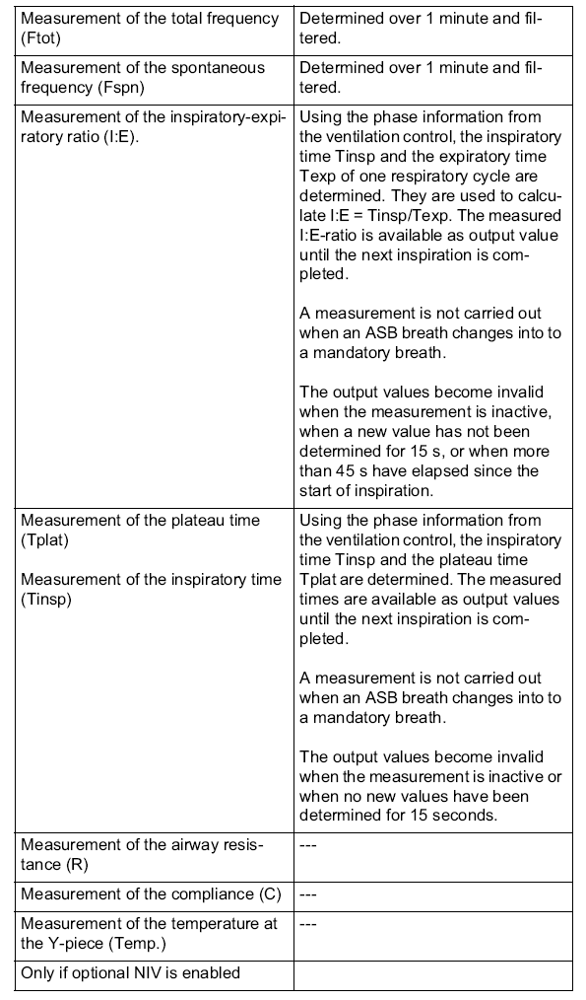 Measurement of the total frequency
(Ftot)
Determined over 1 minute and fil-
tered.
Measurement of the spontaneous
frequency (Fspn)
Determined over 1 minute and fil-
tered.
Measurement of the inspiratory-expi-
ratory ratio (I:E).
Using the phase information from
the ventilation control, the inspiratory
time Tinsp and the expiratory time
Texp of one respiratory cycle are
determined. They are used to calcu-
late I:E = Tinsp/Texp. The measured
I:E-ratio is available as output value
until the next inspiration is com-
pleted.
A measurement is not carried out
when an ASB breath changes into to
a mandatory breath.
The output values become invalid
when the measurement is inactive,
when a new value has not been
determined for 15 s, or when more
than 45 s have elapsed since the
start of inspiration.
Measurement of the plateau time
(Tplat)
Measurement of the inspiratory time
(Tinsp)
Using the phase information from
the ventilation control, the inspiratory
time Tinsp and the plateau time
Tplat are determined. The measured
times are available as output values
until the next inspiration is com-
pleted.
A measurement is not carried out
when an ASB breath changes into to
a mandatory breath.
The output values become invalid
when the measurement is inactive or
when no new values have been
determined for 15 seconds.
Measurement of the airway resis-
tance (R)
---
Measurement of the compliance (C)
---
Measurement of the temperature at
the Y-piece (Temp.)
---
Only if optional NIV is enabled